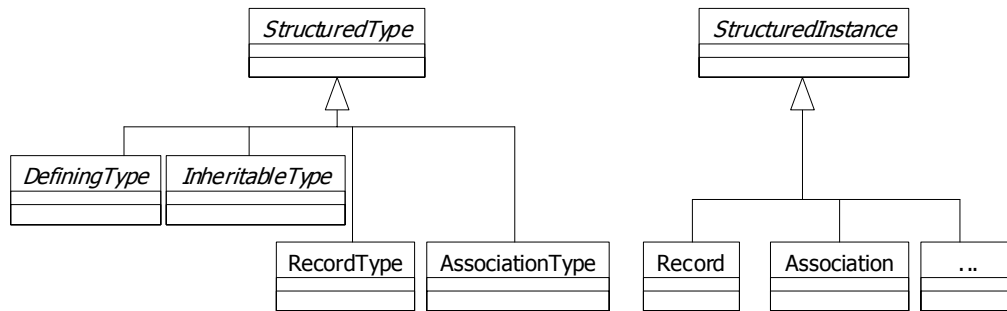 StructuredType
StructuredInstance
DefiningType
InheritableType
RecordType
AssociationType
Record
Association
...